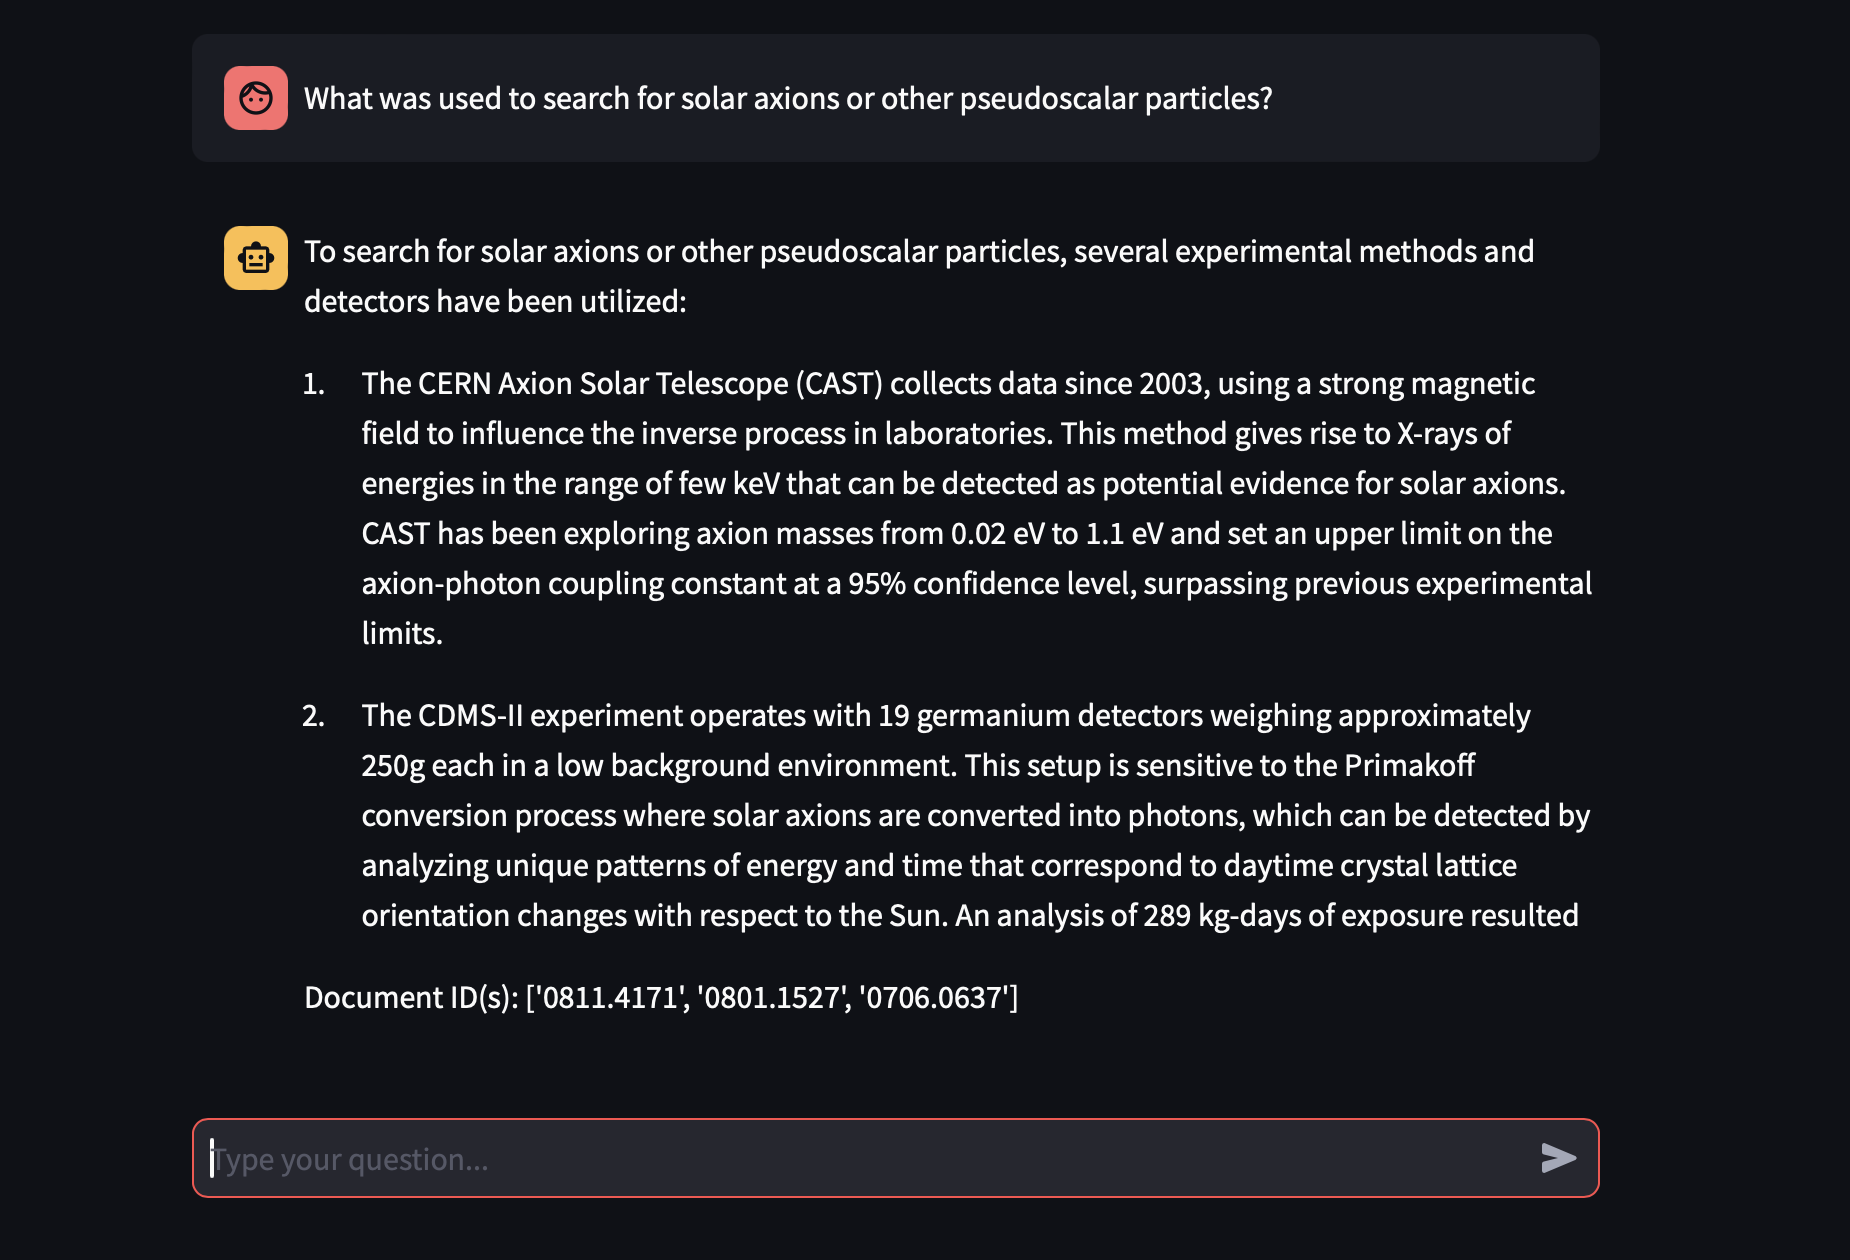 What was used to search for solar axions or other pseudoscalar particles?
To search for solar axions or other pseudoscalar particles, several experimental methods and
detectors have been utilized:
1. The CERN Axion Solar Telescope (CAST) collects data since 2003, using a strong magnetic
field to influence the inverse process in laboratories. This method gives rise to X-rays of
energies in the range of few keV that can be detected as potential evidence for solar axions.
CAST has been exploring axion masses from 0.02 eV to 1.1 eV and set an upper limit on the
axion-photon coupling constant at a 95% confidence level, surpassing previous experimental
limits.
2. The CDMS-II experiment operates with 19 germanium detectors weighing approximately
250g each in a low background environment. This setup is sensitive to the Primakoff
conversion process where solar axions are converted into photons, which can be detected by
analyzing unique patterns of energy and time that correspond to daytime crystal lattice
orientation changes with respect to the Sun. An analysis of 289 kg-days of exposure resulted
Document ID(s): ['0811.4171', '0801.1527', '0706.0637']
Type your question...